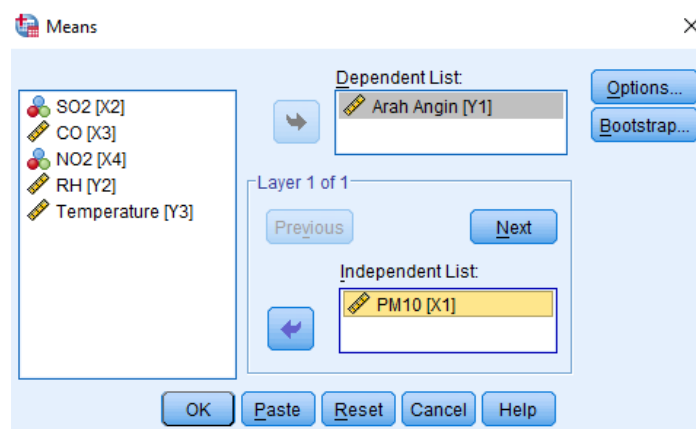 Means
SO2 [X2]
CO [X3]
NO2 [X4]
RH [Y2]
Temperature [Y3]
Dependent List:
Arah Angin [Y1]
Options...
Bootstrap...
Layer 1 of 1
Previous
Next
Independent List:
PM10 [X1]
OK
Paste
Reset
Cancel
Help